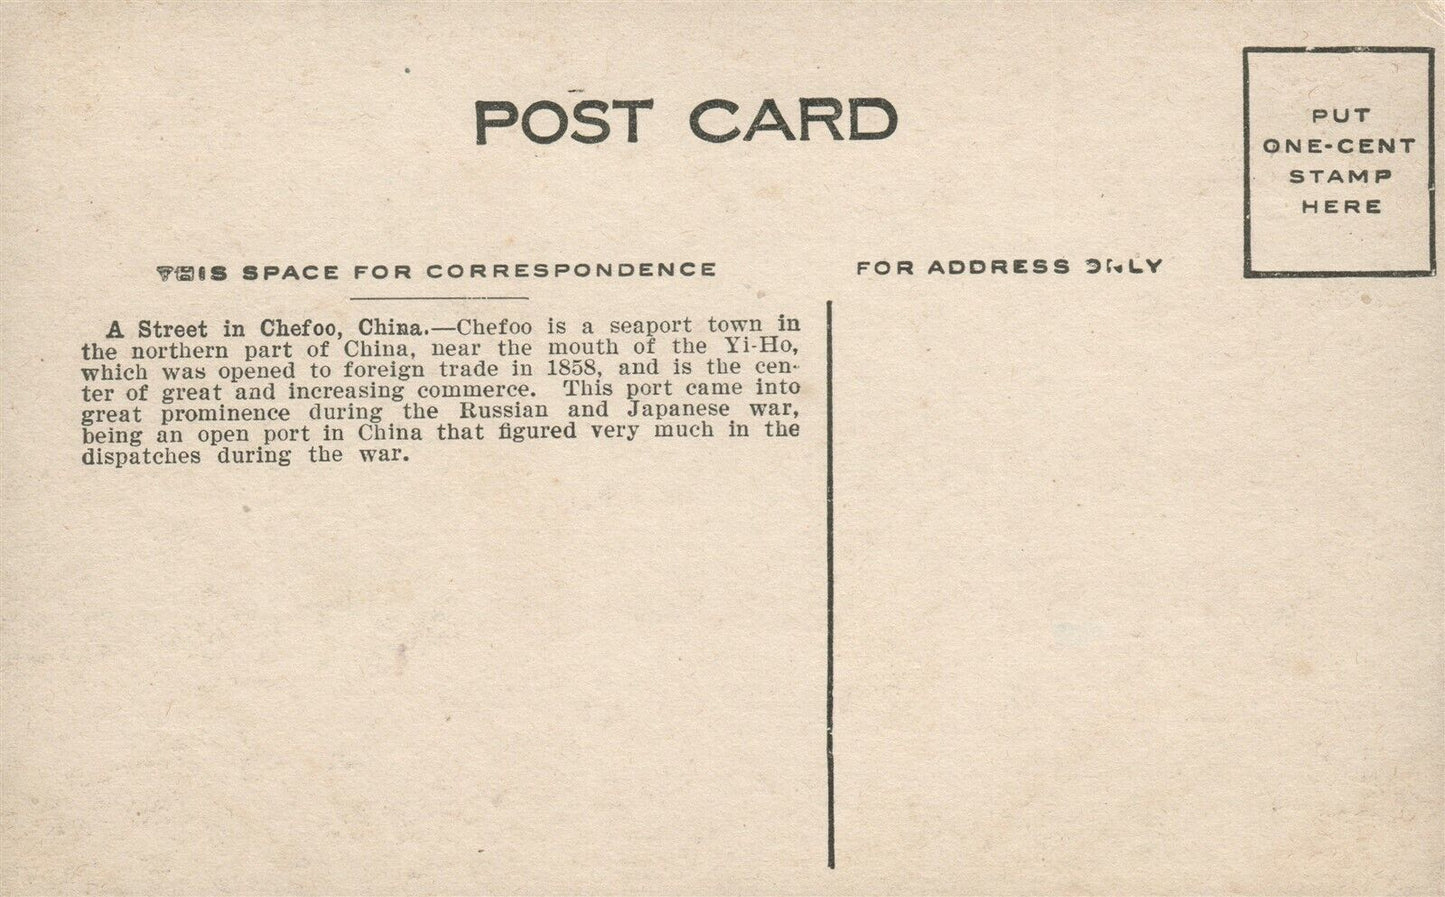 POST CARD
PUT
ONE-CENT
STAMP
HERE
THIS SPACE FOR CORRESPONDENCE
FOR ADDRESS ONLY
A Street in Chefoo, China.—Chefoo is a seaport town in
the northern part of China, near the mouth of the Yi-Ho,
which was opened to foreign trade in 1858, and is the cen-
ter of great and increasing commerce. This port came into
great prominence during the Russian and Japanese war,
being an open port in China that figured very much in the
dispatches during the war.